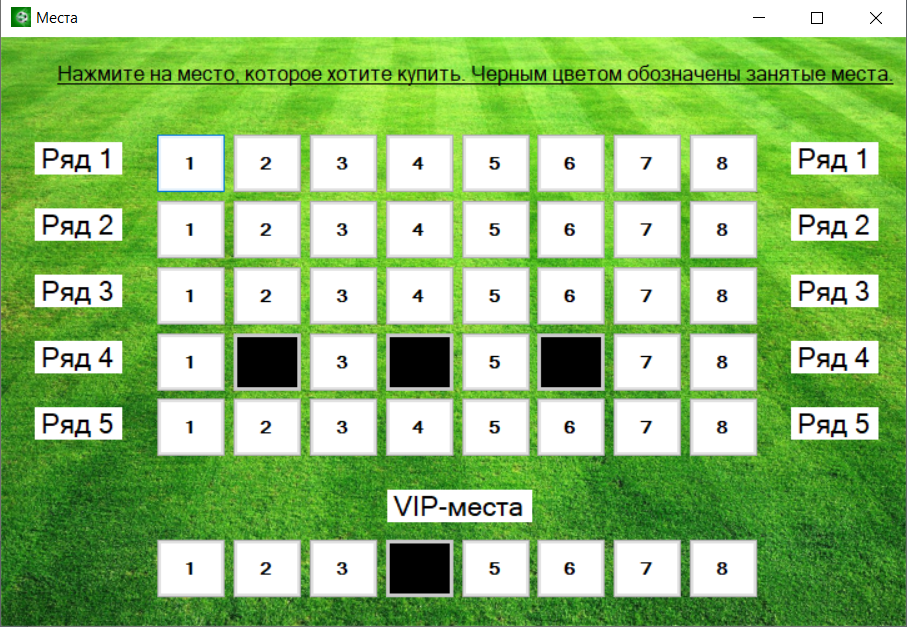 Места
Нажмите на место, которое хотите купить. Черным цветом обозначены занятые места.
Ряд 1 1 2 3 4 5 6 7 8 Ряд 1
Ряд 2 1 2 3 4 5 6 7 8 Ряд 2
Ряд 3 1 2 3 4 5 6 7 8 Ряд 3
Ряд 4 1 3 5 7 8 Ряд 4
Ряд 5 1 2 3 4 5 6 7 8 Ряд 5
VIP-места
1 2 3 5 6 7 8